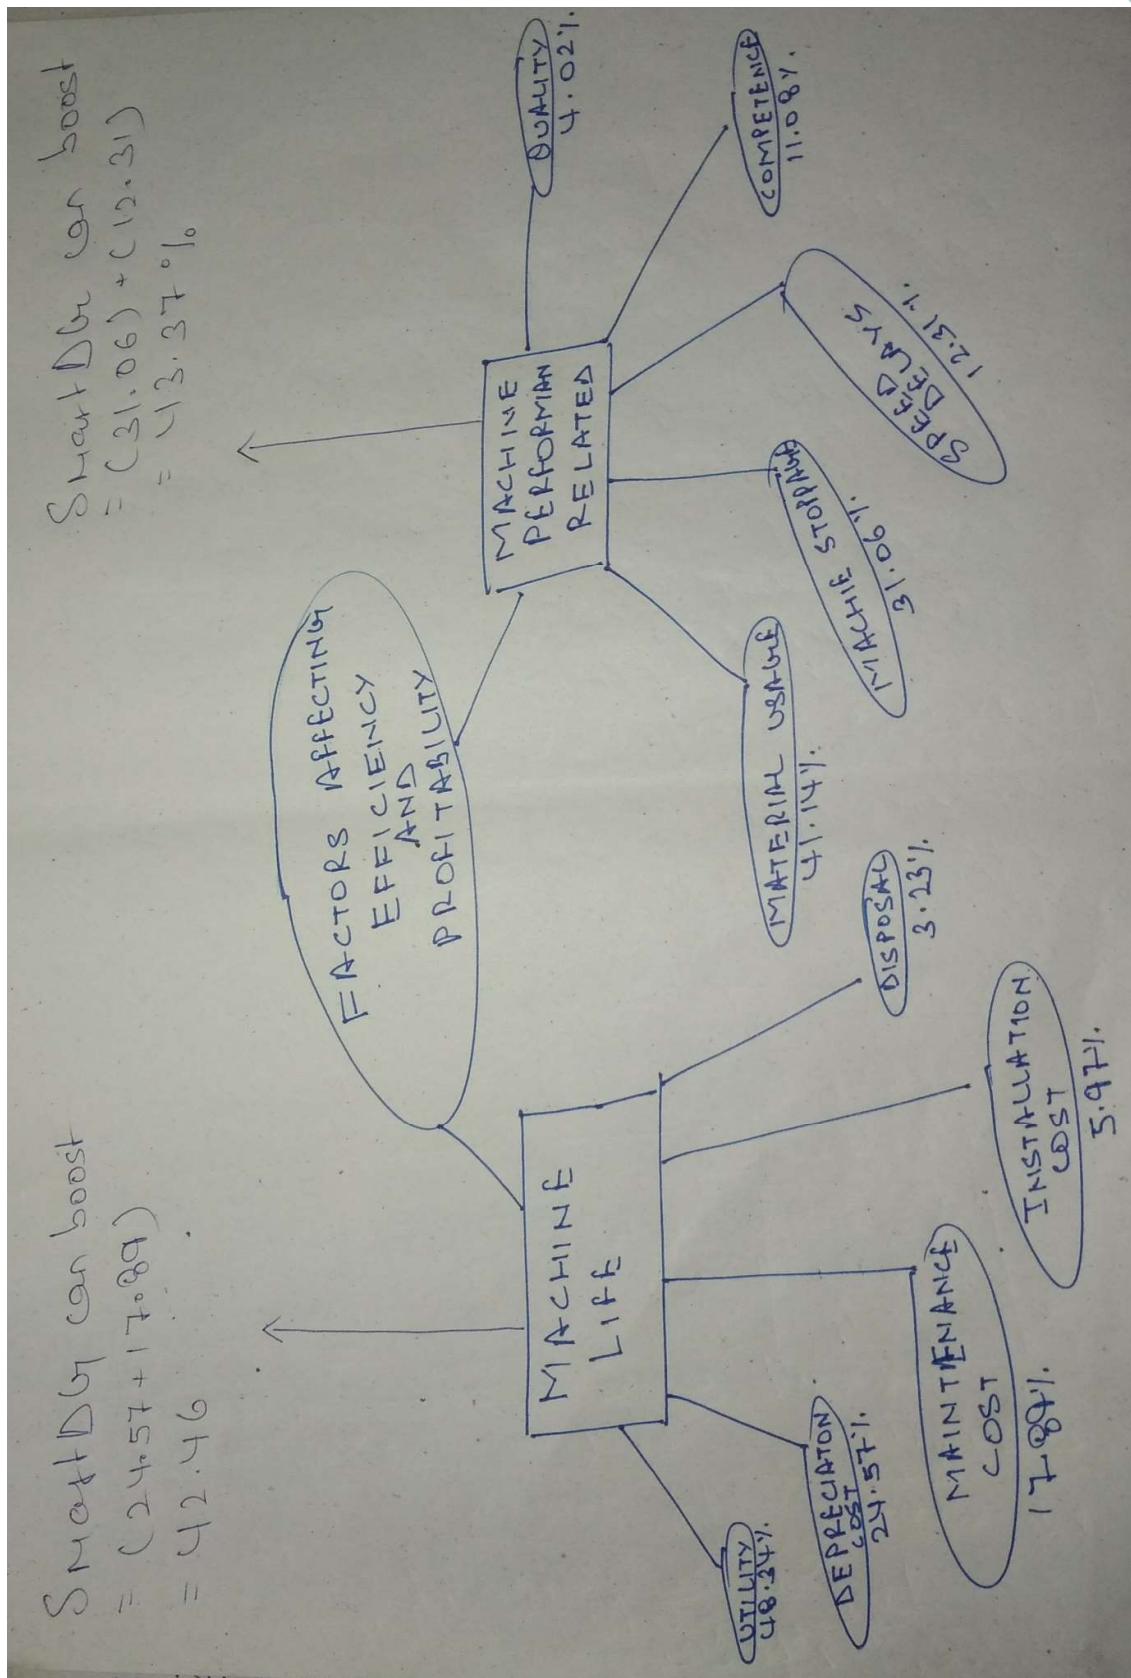 SMartDGr can boost
= (24.57 + 17.89)
= 42.46
SMartDGr can boost
= (31.06) + (12.31)
= 43.37%
FACTORS AFFECTING
EFFICIENCY
AND
PROFITABILITY
MACHINE
LIFE
MACHINE
PERFORMAN
RELATED
UTILITY
48.34%
DEPRECIATON
COST
24.57%
MAINTENANCE
COST
17.89%
INSTALLATION
COST
5.97%
DISPOSAL
3.23%
MATERIAL USAGE
41.14%
MACHIE STOPPAGE
31.06%
SPEED
DELAYS
12.31%
COMPETENCE
11.08%
QUALITY
4.02%